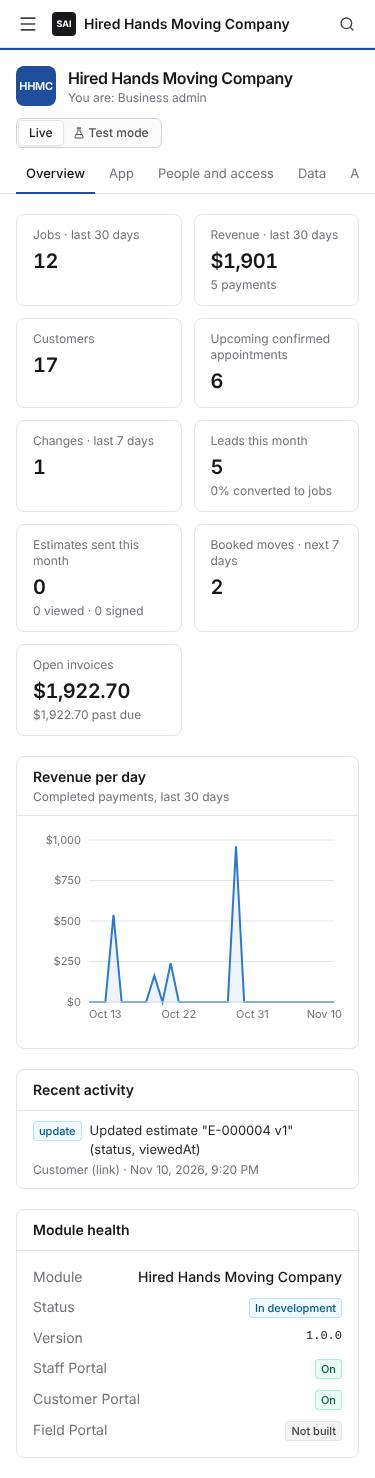 SAI Hired Hands Moving Company
HHMC
Hired Hands Moving Company
You are: Business admin
Live Test mode
Overview App People and access Data A
Jobs · last 30 days
12
Revenue · last 30 days
$1,901
5 payments
Customers
17
Upcoming confirmed
appointments
6
Changes · last 7 days
1
Leads this month
5
0% converted to jobs
Estimates sent this
month
0
0 viewed · 0 signed
Booked moves · next 7
days
2
Open invoices
$1,922.70
$1,922.70 past due
Revenue per day
Completed payments, last 30 days
$1,000
$750
$500
$250
$0
Oct 13 Oct 22 Oct 31 Nov 10
Recent activity
update Updated estimate "E-000004 v1"
(status, viewedAt)
Customer (link) · Nov 10, 2026, 9:20 PM
Module health
Module Hired Hands Moving Company
Status In development
Version 1.0.0
Staff Portal On
Customer Portal On
Field Portal Not built